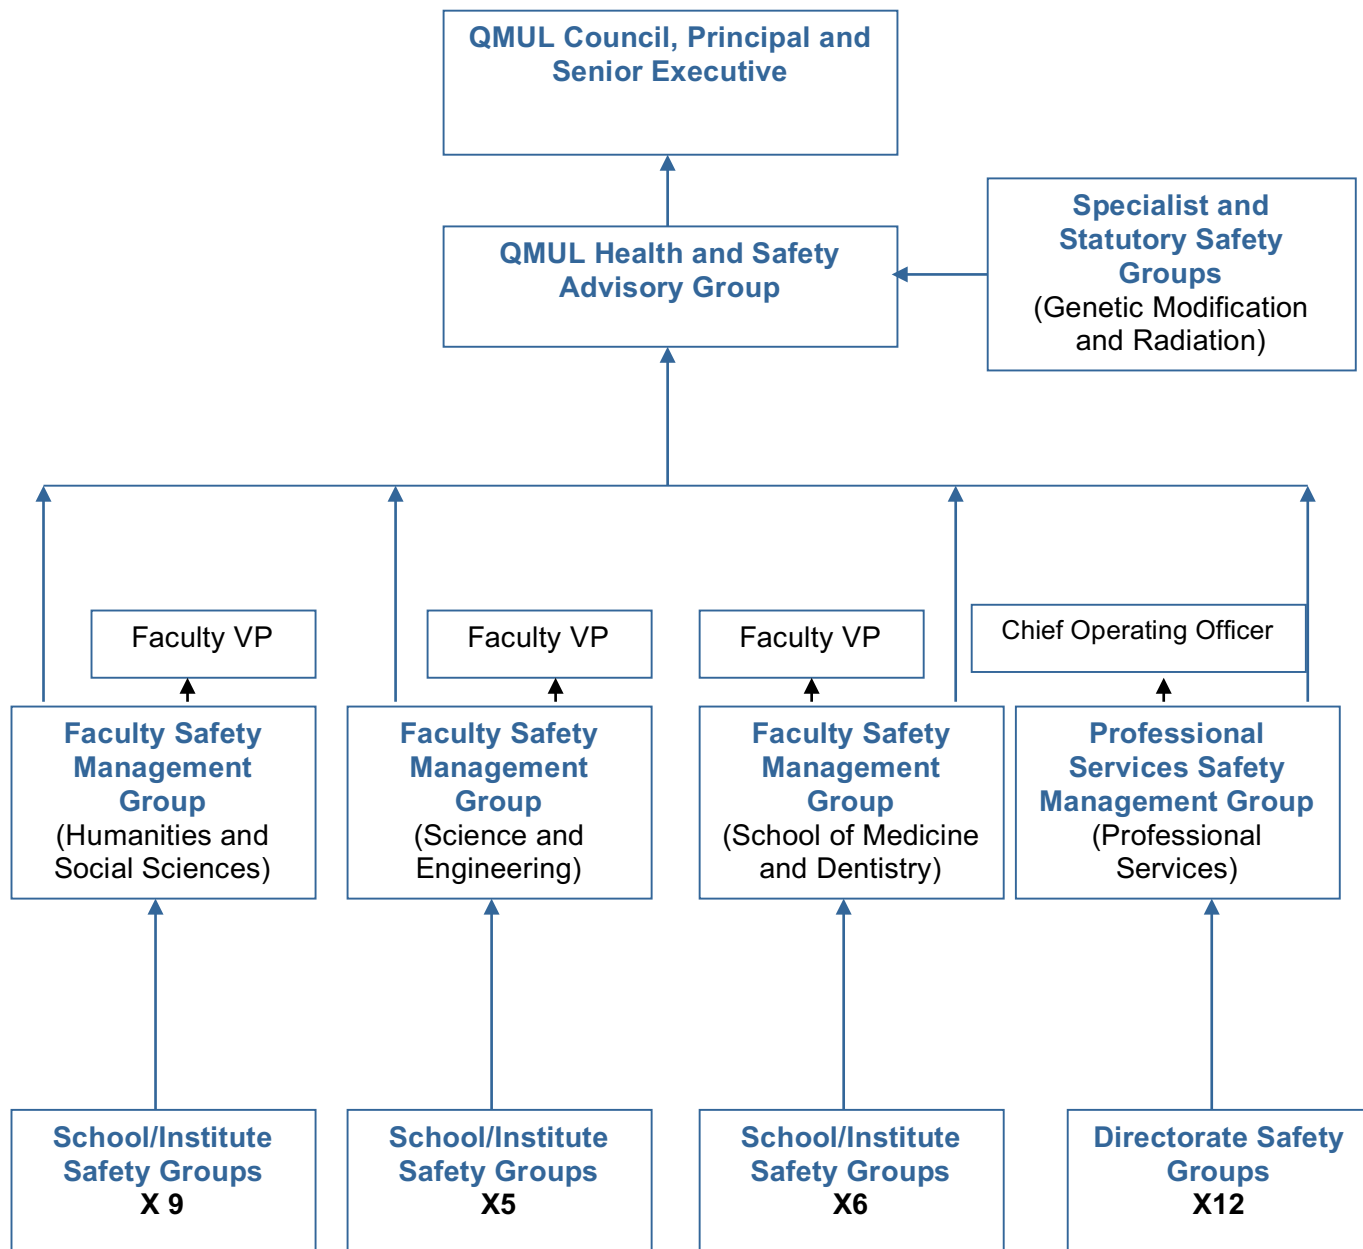 QMUL Council, Principal and
Senior Executive
Specialist and
Statutory Safety
Groups
(Genetic Modification
and Radiation)
QMUL Health and Safety
Advisory Group
Faculty VP
Faculty VP
Faculty VP
Chief Operating Officer
Faculty Safety
Management
Group
(Humanities and
Social Sciences)
Faculty Safety
Management
Group
(Science and
Engineering)
Faculty Safety
Management
Group
(School of Medicine
and Dentistry)
Professional
Services Safety
Management Group
(Professional
Services)
School/Institute
Safety Groups
X 9
School/Institute
Safety Groups
X5
School/Institute
Safety Groups
X6
Directorate Safety
Groups
X12